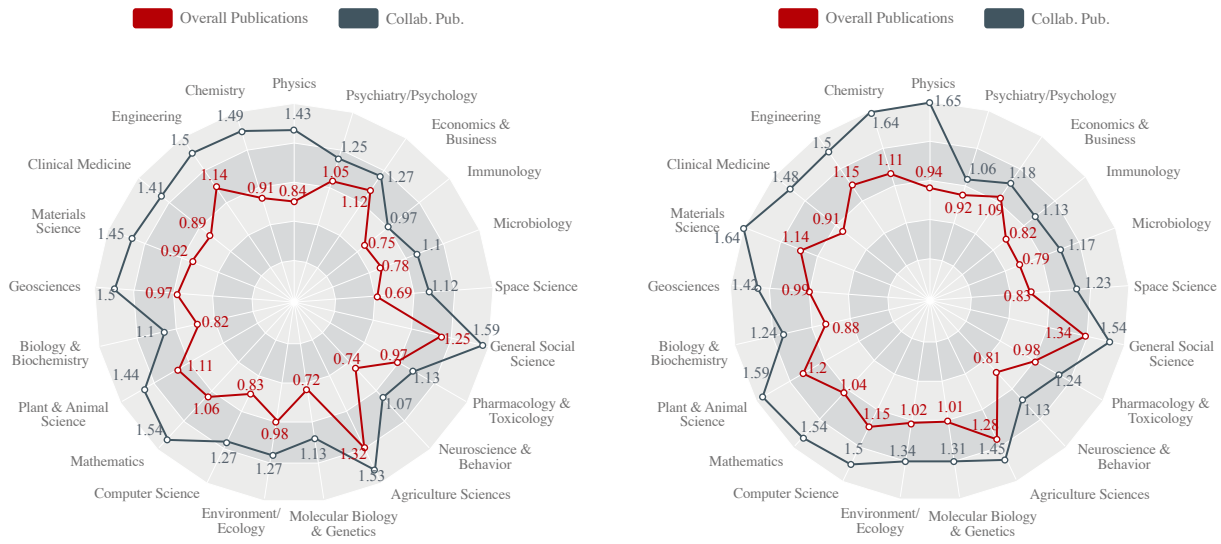 Overall Publications
Collab. Pub.
Physics
Psychiatry/Psychology
Economics &
Business
Immunology
Microbiology
Space Science
General Social
Science
Pharmacology &
Toxicology
Neuroscience &
Behavior
Agriculture Sciences
Molecular Biology
& Genetics
Environment/
Ecology
Computer Science
Mathematics
Plant & Animal
Science
Biology &
Biochemistry
Geosciences
Materials
Science
Clinical Medicine
Engineering
Chemistry
1.43
1.25
1.27
0.97
1.1
1.12
1.59
1.13
1.07
1.53
1.13
1.27
1.27
1.54
1.44
1.1
1.5
1.45
1.41
1.5
1.49
0.84
1.05
1.12
0.75
0.78
0.69
1.25
0.97
0.74
1.32
0.72
0.98
0.83
1.06
1.11
0.82
0.97
0.92
0.89
1.14
0.91
Overall Publications
Collab. Pub.
Physics
Psychiatry/Psychology
Economics &
Business
Immunology
Microbiology
Space Science
General Social
Science
Pharmacology &
Toxicology
Neuroscience &
Behavior
Agriculture Sciences
Molecular Biology
& Genetics
Environment/
Ecology
Computer Science
Mathematics
Plant & Animal
Science
Biology &
Biochemistry
Geosciences
Materials
Science
Clinical Medicine
Engineering
Chemistry
1.65
1.06
1.18
1.13
1.17
1.23
1.54
1.24
1.13
1.45
1.31
1.34
1.5
1.54
1.59
1.24
1.42
1.64
1.48
1.5
1.64
0.94
0.92
1.09
0.82
0.79
0.83
1.34
0.98
0.81
1.28
1.01
1.02
1.15
1.04
1.2
0.88
0.99
1.14
0.91
1.15
1.11